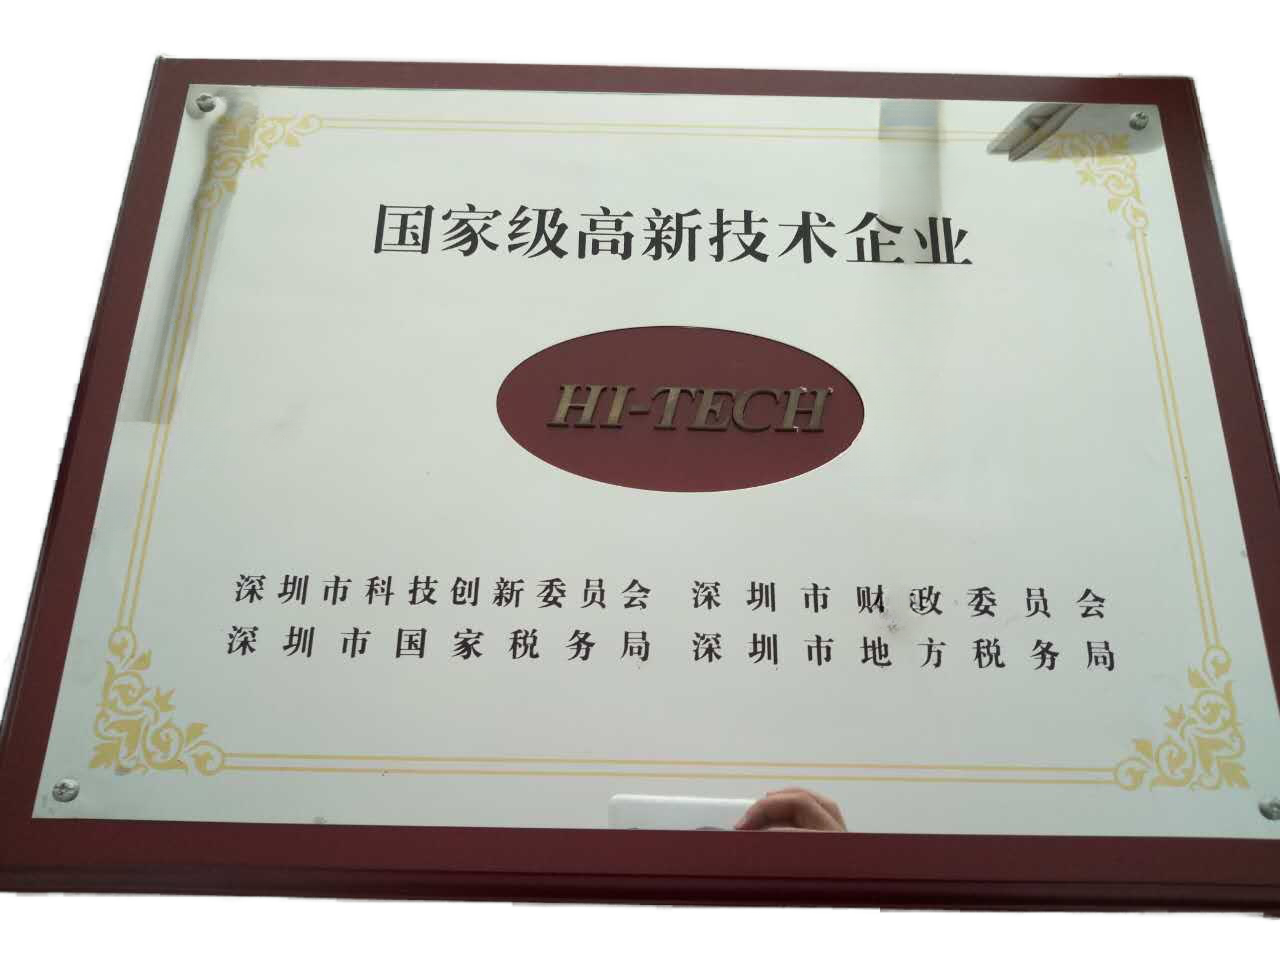 国家级高新技术企业
HI-TECH
深圳市科技创新委员会 深圳市财政委员会
深圳市国家税务局 深圳市地方税务局